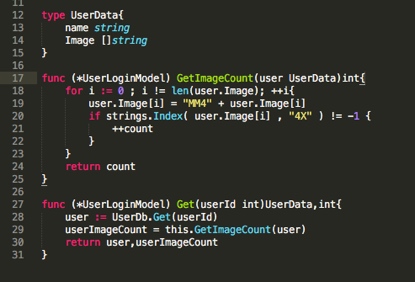 11
12 type UserData{
13     name string
14     Image []string
15 }
16
17 func (*UserLoginModel) GetImageCount(user UserData)int{
18     for i := 0 ; i != len(user.Image); ++i{
19         user.Image[i] = "MM4" + user.Image[i]
20         if strings.Index( user.Image[i] , "4X" ) != -1 {
21             ++count
22         }
23     }
24     return count
25 }
26
27 func (*UserLoginModel) Get(userId int)UserData,int{
28     user := UserDb.Get(userId)
29     userImageCount = this.GetImageCount(user)
30     return user,userImageCount
31 }